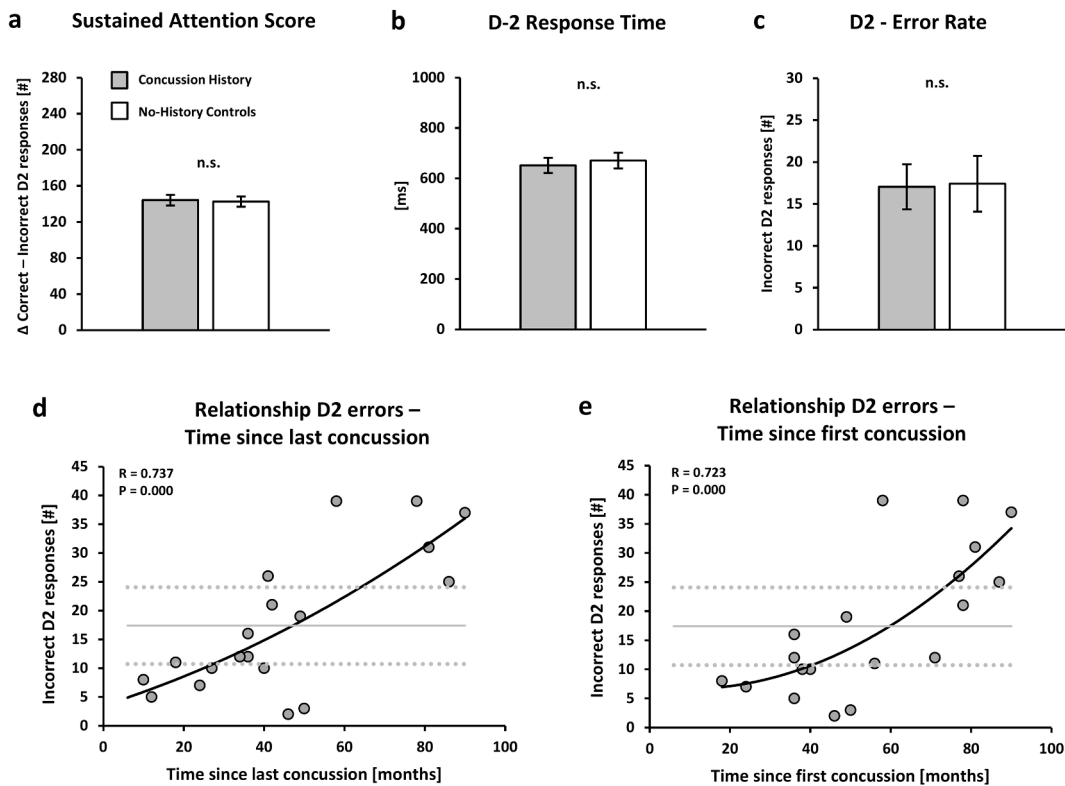 a
Sustained Attention Score
Δ Correct – Incorrect D2 responses [#]
280
240
200
160
120
80
40
0
Concussion History
No-History Controls
n.s.
b
D-2 Response Time
[ms]
1000
800
600
400
200
0
n.s.
c
D2 - Error Rate
Incorrect D2 responses [#]
30
25
20
15
10
5
0
n.s.
d
Relationship D2 errors –
Time since last concussion
R = 0.737
P = 0.000
Incorrect D2 responses [#]
45
40
35
30
25
20
15
10
5
0
0 20 40 60 80 100
Time since last concussion [months]
e
Relationship D2 errors –
Time since first concussion
R = 0.723
P = 0.000
Incorrect D2 responses [#]
45
40
35
30
25
20
15
10
5
0
0 20 40 60 80 100
Time since first concussion [months]